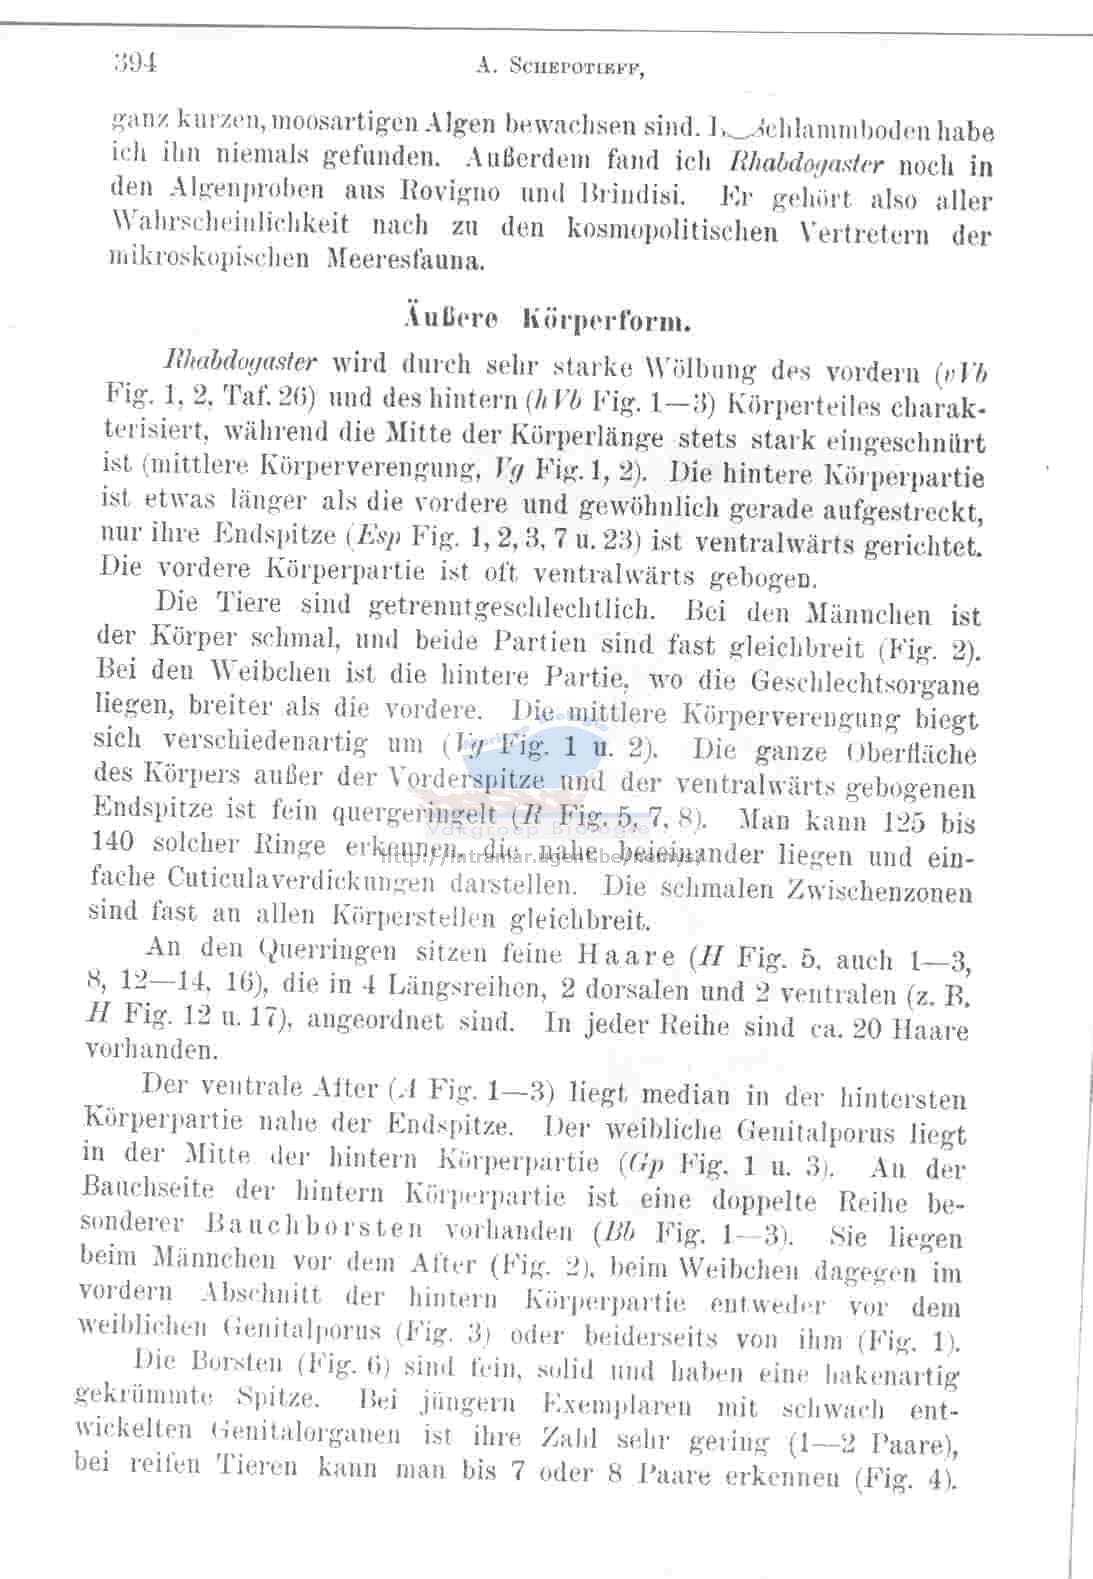 394
A. Schepotieff,
ganz kurzen, moosartigen Algen bewachsen sind. Schlammboden habe
ich ihn niemals gefunden. Außerdem fand ich Rhabdogaster noch in
den Algenproben aus Rovigno und Brindisi. Er gehört also aller
Wahrscheinlichkeit nach zu den kosmopolitischen Vertretern der
mikroskopischen Meeresfauna.
Äußere Körperform.
Rhabdogaster wird durch sehr starke Wölbung des vordern (vVb
Fig. 1, 2, Taf. 26) und des hintern (hVb Fig. 1—3) Körperteiles charak-
terisiert, während die Mitte der Körperlänge stets stark eingeschnürt
ist (mittlere Körperverengung, Vg Fig. 1, 2). Die hintere Körperpartie
ist etwas länger als die vordere und gewöhnlich gerade aufgestreckt,
nur ihre Endspitze (Esp Fig. 1, 2, 3, 7 u. 23) ist ventralwärts gerichtet.
Die vordere Körperpartie ist oft ventralwärts gebogen.
Die Tiere sind getrenntgeschlechtlich. Bei den Männchen ist
der Körper schmal, und beide Partien sind fast gleichbreit (Fig. 2).
Bei den Weibchen ist die hintere Partie, wo die Geschlechtsorgane
liegen, breiter als die vordere. Die mittlere Körperverengung biegt
sich verschiedenartig um (Vg Fig. 1 u. 2). Die ganze Oberfläche
des Körpers außer der Vorderspitze und der ventralwärts gebogenen
Endspitze ist fein quergeringelt (R Fig. 5, 7, 8). Man kann 125 bis
Vakgroep Biologie
140 solcher Ringe erkennen, die nahe beieinander liegen und ein-
http://intramar.ugent.be/nemys/
fache Cuticulaverdickungen darstellen. Die schmalen Zwischenzonen
sind fast an allen Körperstellen gleichbreit.
An den Querringen sitzen feine Haare (H Fig. 5, auch 1—3,
8, 12—14, 16), die in 4 Längsreihen, 2 dorsalen und 2 ventralen (z. B.
H Fig. 12 u. 17), angeordnet sind. In jeder Reihe sind ca. 20 Haare
vorhanden.
Der ventrale After (A Fig. 1—3) liegt median in der hintersten
Körperpartie nahe der Endspitze. Der weibliche Genitalporus liegt
in der Mitte der hintern Körperpartie (Gp Fig. 1 u. 3). An der
Bauchseite der hintern Körperpartie ist eine doppelte Reihe be-
sonderer Bauchborsten vorhanden (Bb Fig. 1—3). Sie liegen
beim Männchen vor dem After (Fig. 2), beim Weibchen dagegen im
vordern Abschnitt der hintern Körperpartie entweder vor dem
weiblichen Genitalporus (Fig. 3) oder beiderseits von ihm (Fig. 1).
Die Borsten (Fig. 6) sind fein, solid und haben eine hakenartig
gekrümmte Spitze. Bei jüngern Exemplaren mit schwach ent-
wickelten Genitalorganen ist ihre Zahl sehr gering (1—2 Paare),
bei reifen Tieren kann man bis 7 oder 8 Paare erkennen (Fig. 4).